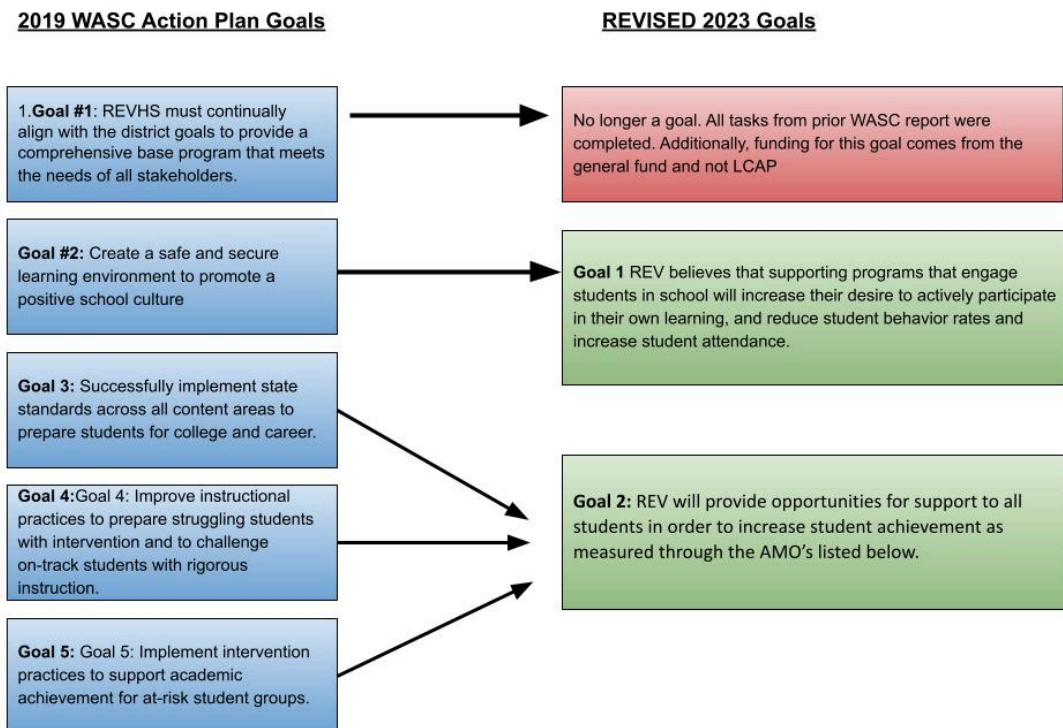 2019 WASC Action Plan Goals
REVISED 2023 Goals
1.Goal #1: REVHS must continually
align with the district goals to provide a
comprehensive base program that meets
the needs of all stakeholders.
No longer a goal. All tasks from prior WASC report were
completed. Additionally, funding for this goal comes from the
general fund and not LCAP
Goal #2: Create a safe and secure
learning environment to promote a
positive school culture
Goal 1 REV believes that supporting programs that engage
students in school will increase their desire to actively participate
in their own learning, and reduce student behavior rates and
increase student attendance.
Goal 3: Successfully implement state
standards across all content areas to
prepare students for college and career.
Goal 4:Goal 4: Improve instructional
practices to prepare struggling students
with intervention and to challenge
on-track students with rigorous
instruction.
Goal 5: Goal 5: Implement intervention
practices to support academic
achievement for at-risk student groups.
Goal 2: REV will provide opportunities for support to all
students in order to increase student achievement as
measured through the AMO's listed below.